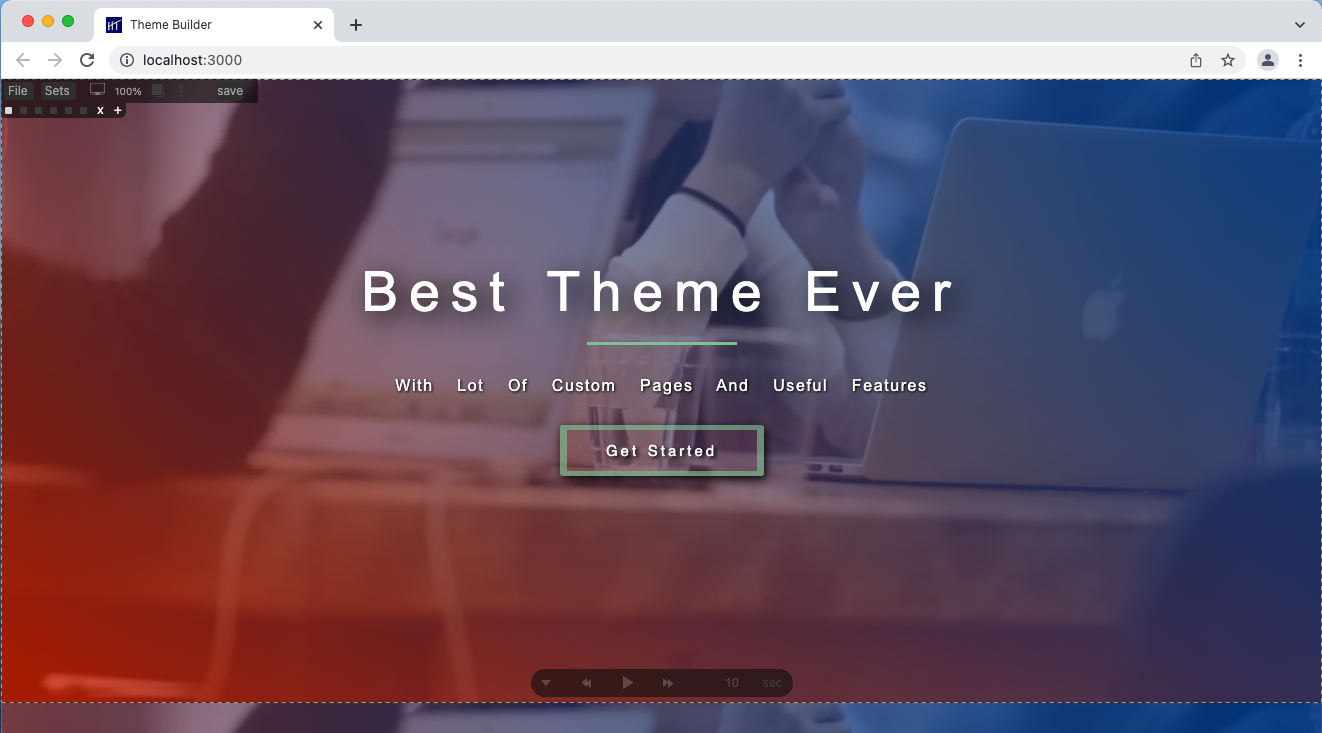 Theme Builder
localhost:3000
File Sets 100% save
x +
Google
Best Theme Ever
With Lot Of Custom Pages And Useful Features
Get Started
10 sec